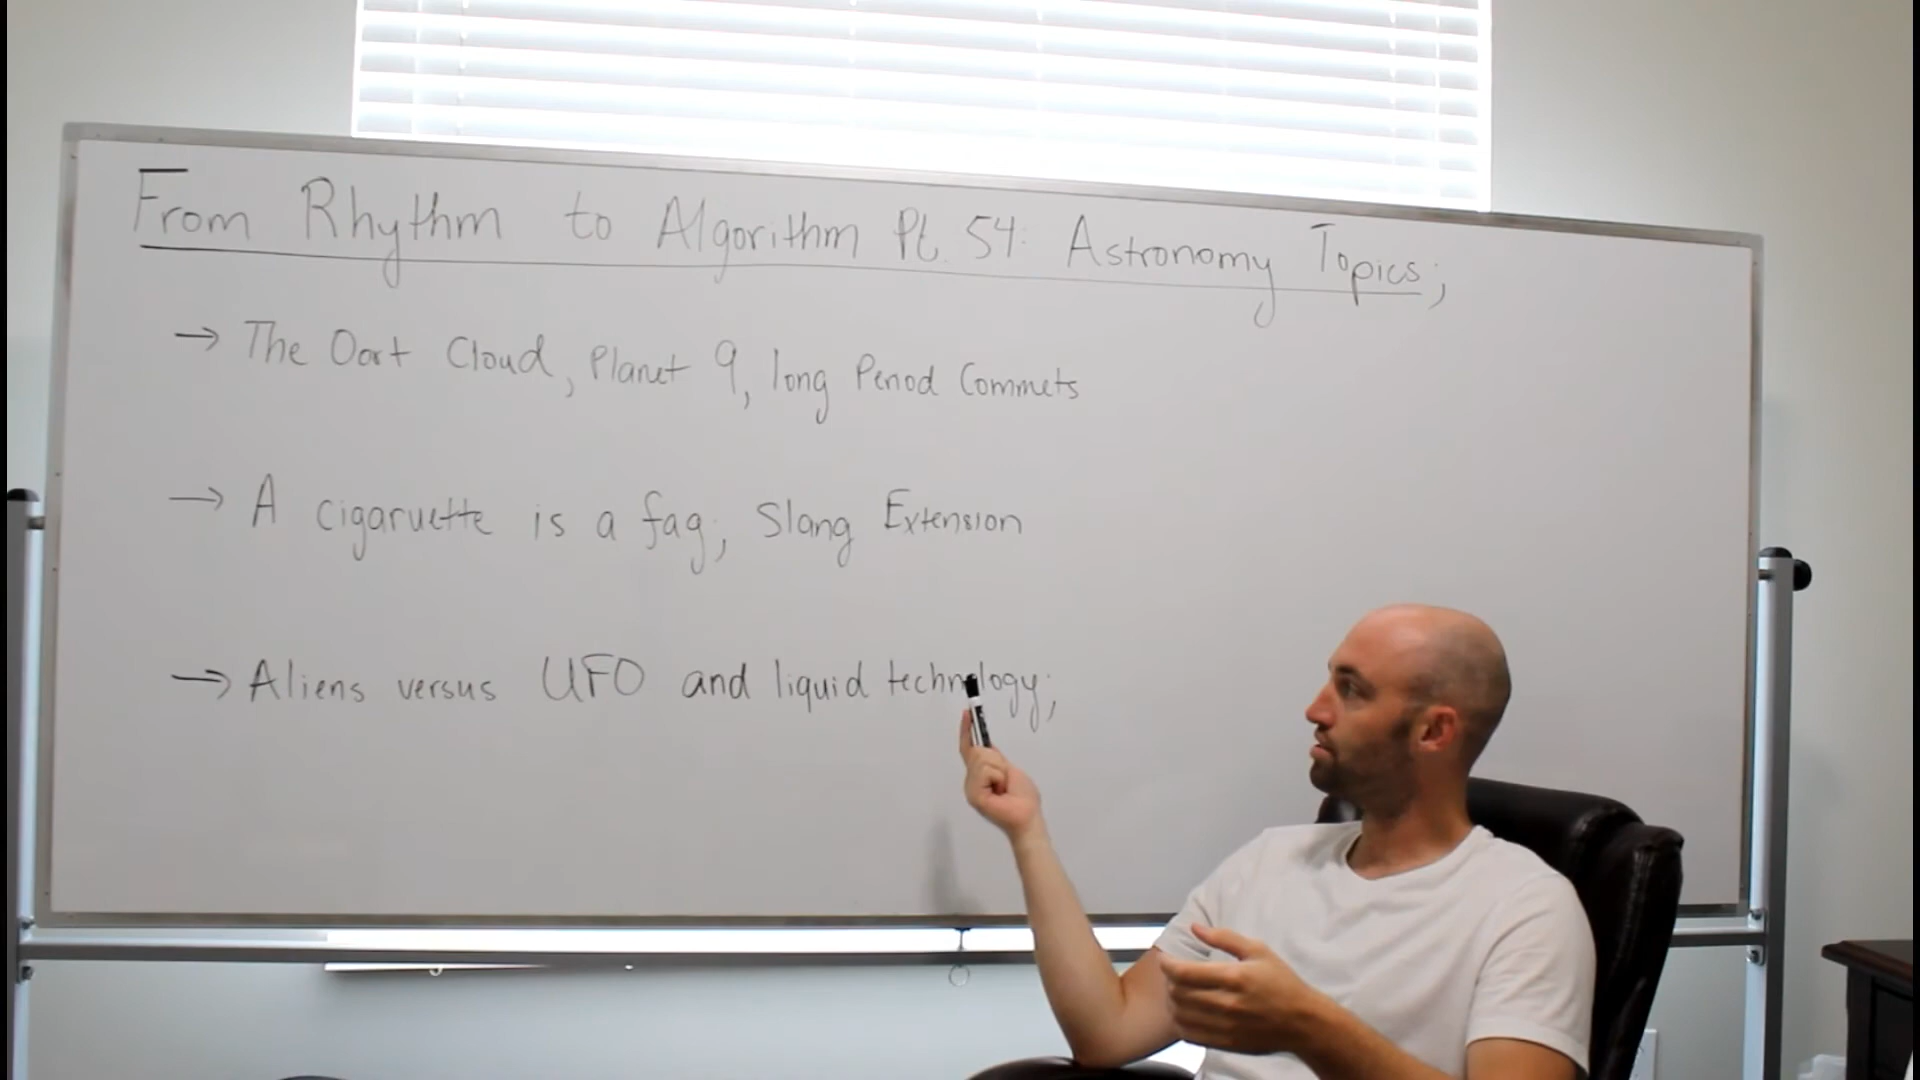 From Rhythm to Algorithm Pt. 54: Astronomy Topics;
→ The Oort Cloud, Planet 9, long Period Commets
→ A cigaruette is a fag; Slang Extension
→ Aliens versus UFO and liquid technology;